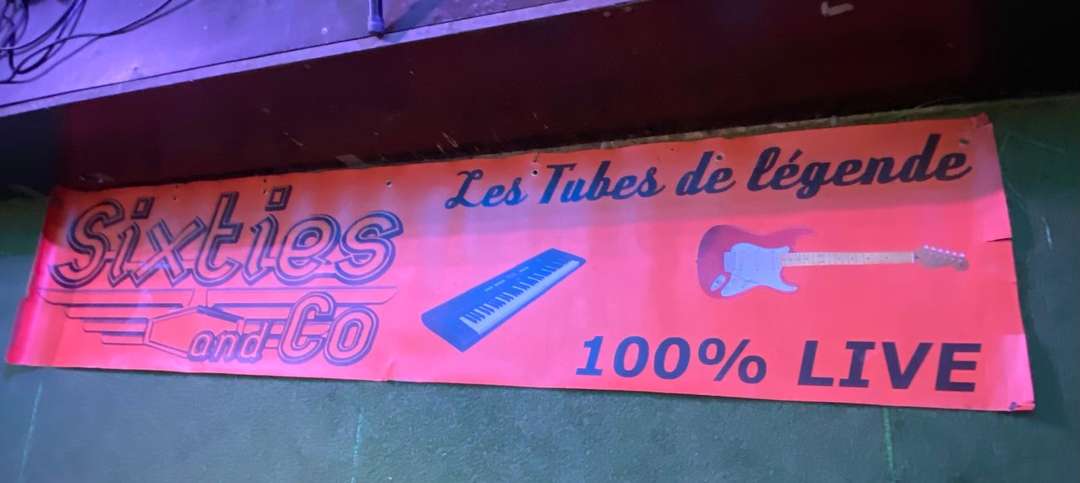 Sixties
and Co
Les Tubes de légende
100% LIVE